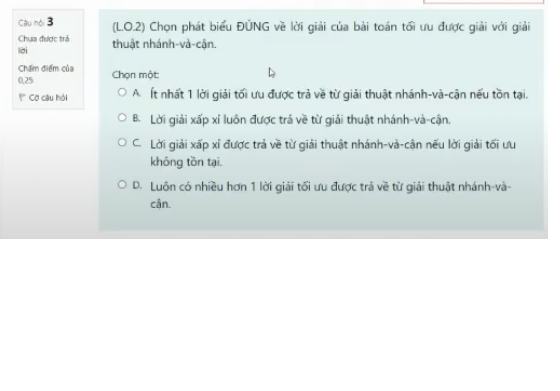 Câu hỏi 3
Chưa được trả
lời
Chấm điểm của
0,25
Cờ câu hỏi
(L.O.2) Chọn phát biểu ĐÚNG về lời giải của bài toán tối ưu được giải với giải
thuật nhánh-và-cận.
Chọn một:
A. Ít nhất 1 lời giải tối ưu được trả về từ giải thuật nhánh-và-cận nếu tồn tại.
B. Lời giải xấp xỉ luôn được trả về từ giải thuật nhánh-và-cận.
C. Lời giải xấp xỉ được trả về từ giải thuật nhánh-và-cận nếu lời giải tối ưu
không tồn tại.
D. Luôn có nhiều hơn 1 lời giải tối ưu được trả về từ giải thuật nhánh-và-
cận.